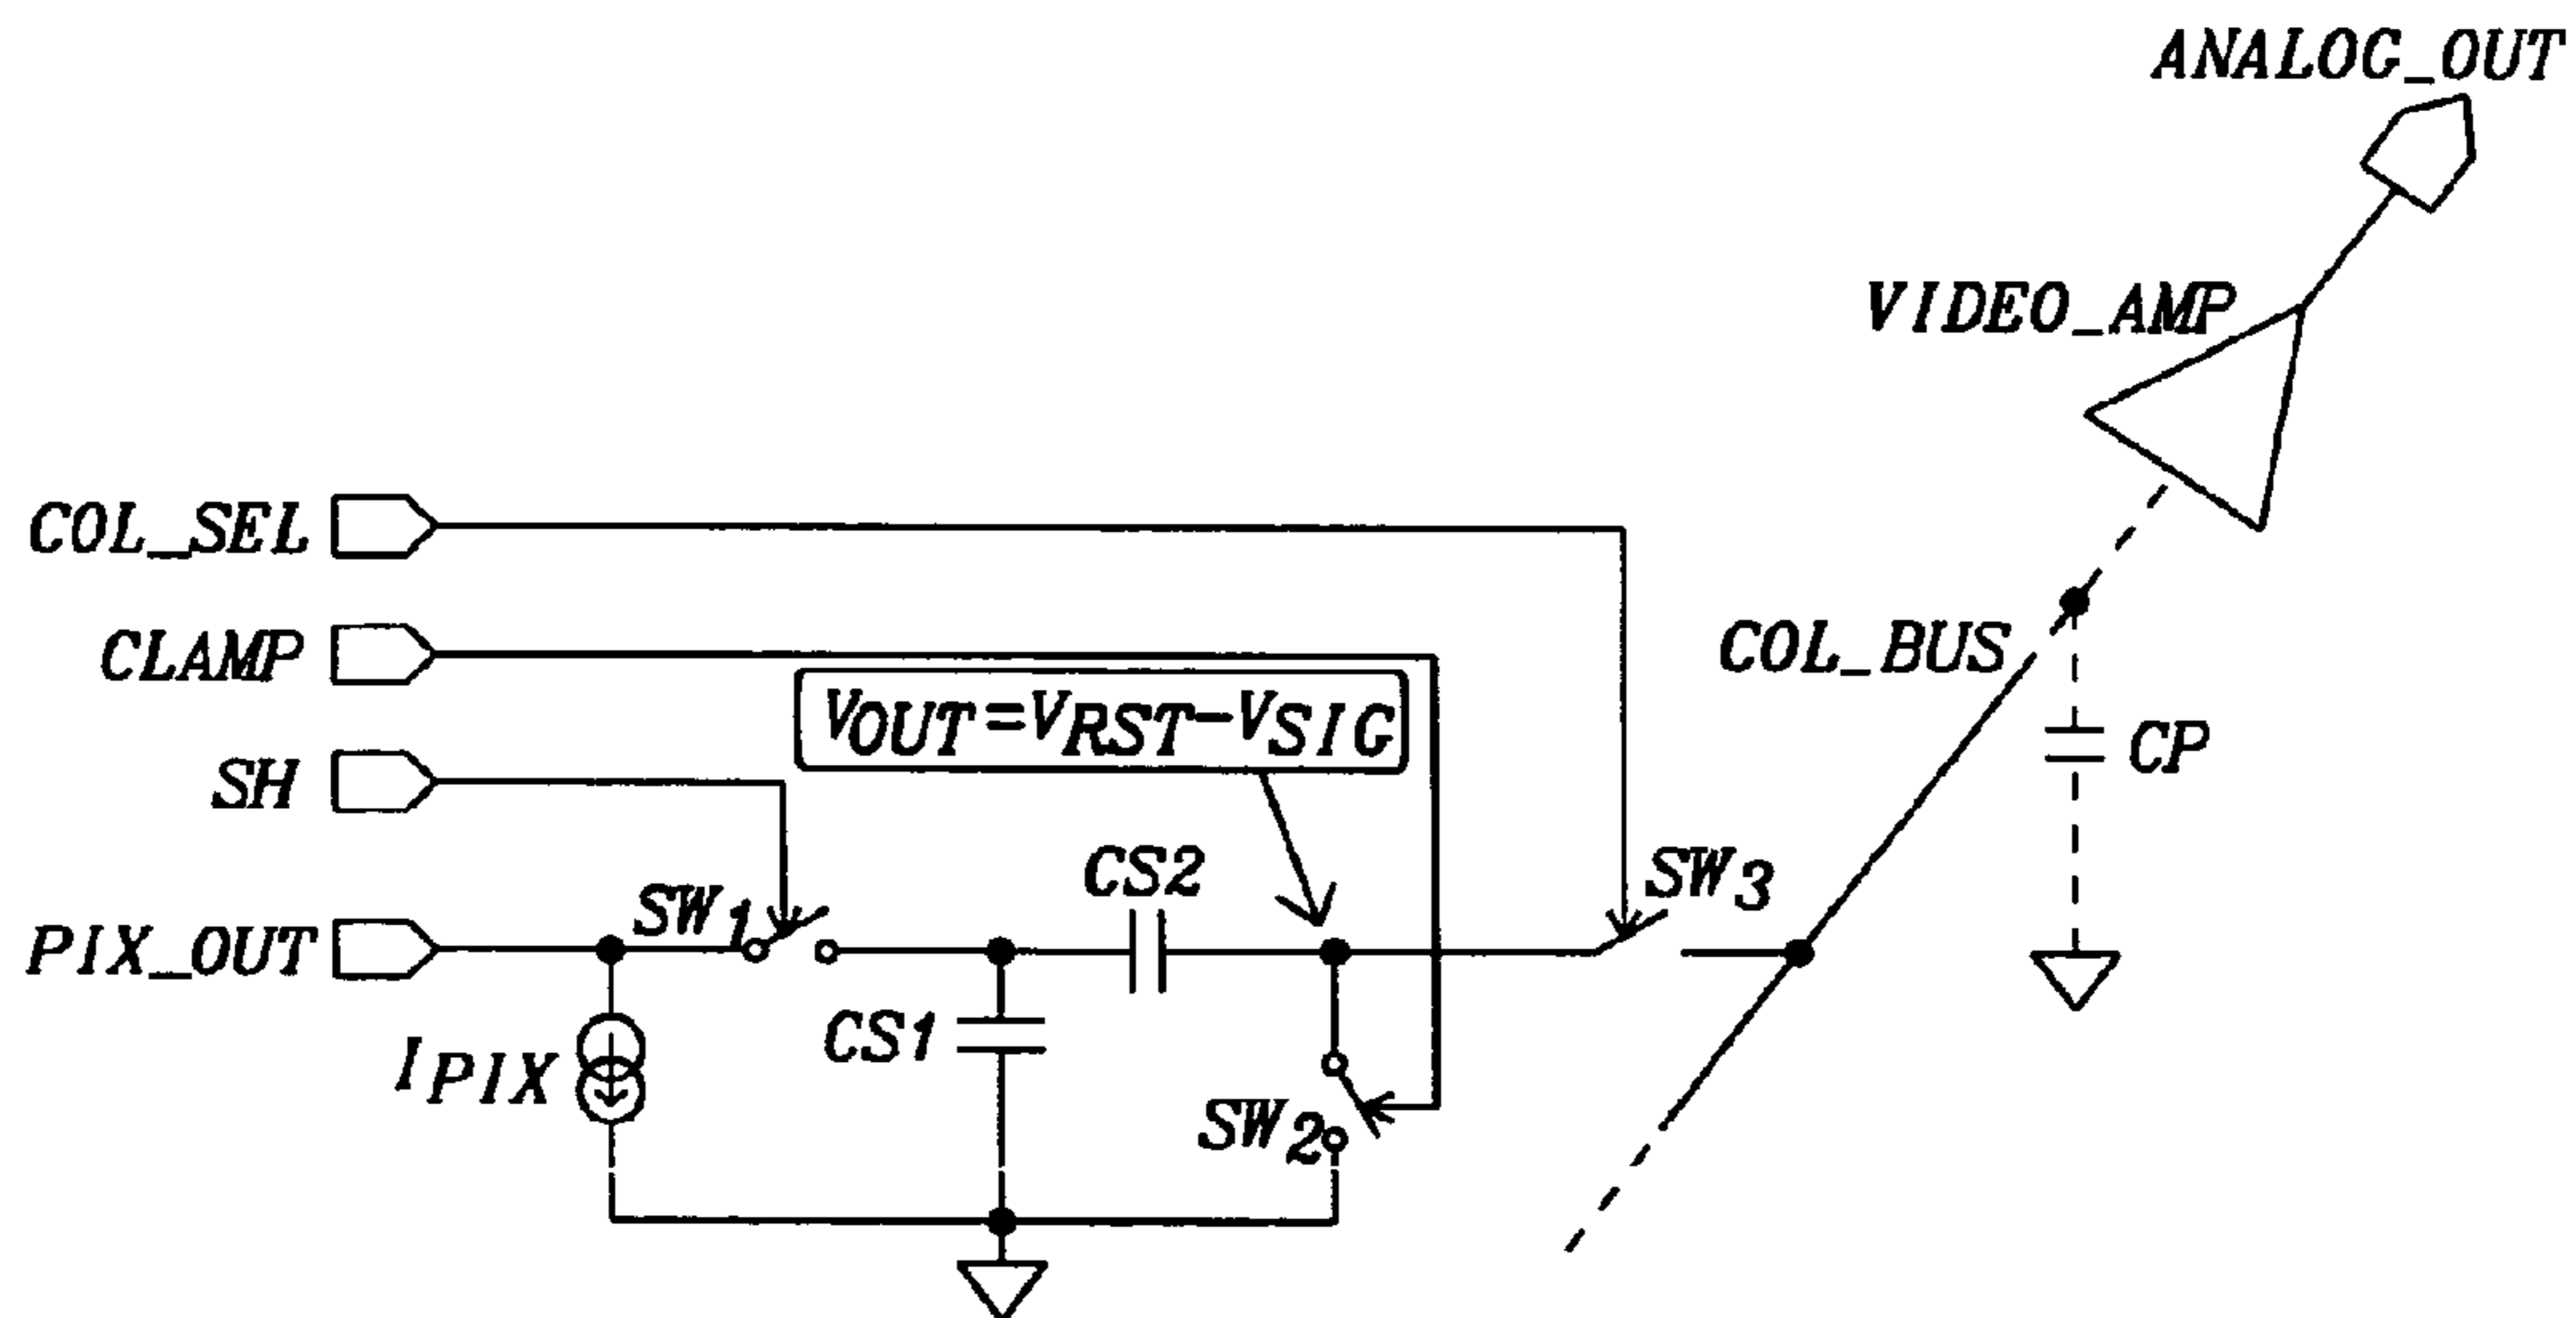 ANALOG_OUT
VIDEO_AMP
COL_SEL
CLAMP
COL_BUS
VOUT=VRST-VSIG
CP
SH
CS2
SW3
SW1
PIX_OUT
CS1
IPIX
SW2